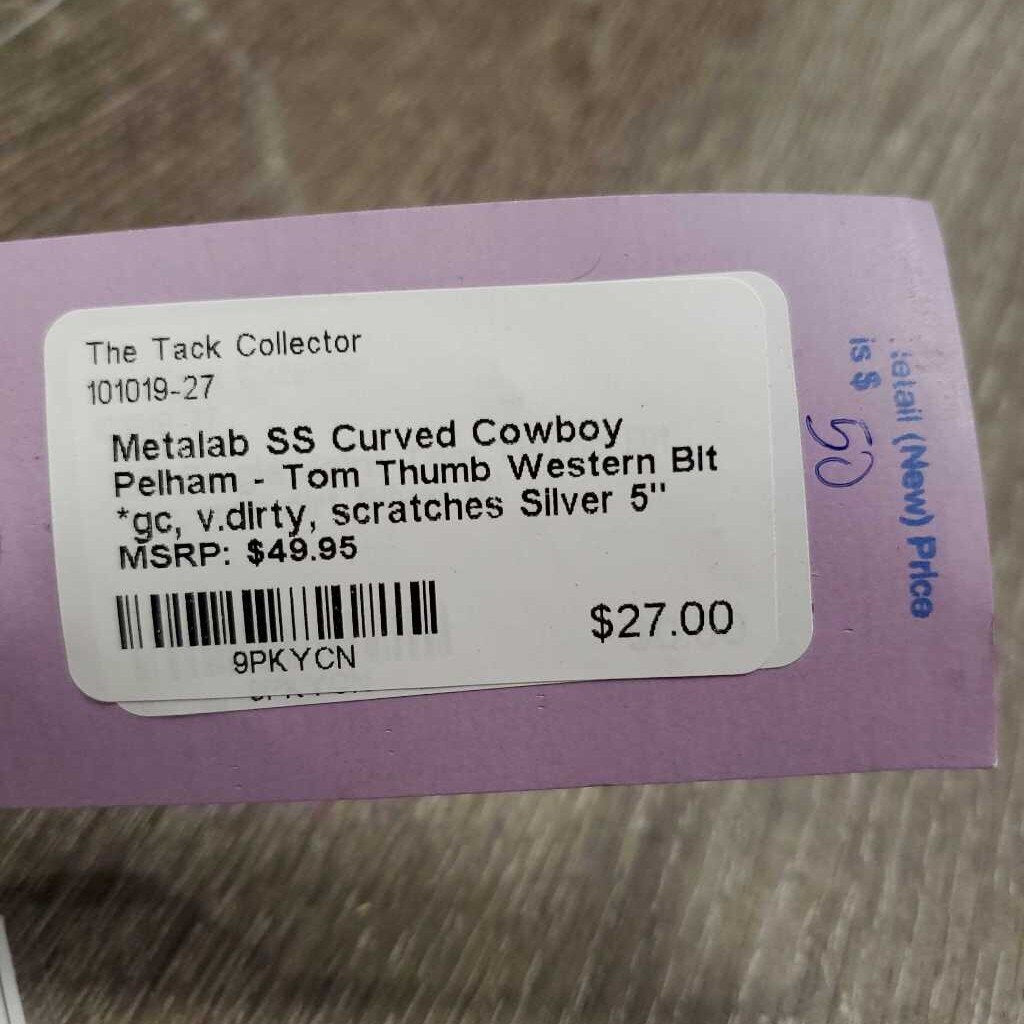 The Tack Collector
101019-27
Metalab SS Curved Cowboy
Pelham - Tom Thumb Western Bit
*gc, v.dirty, scratches Silver 5"
MSRP: $49.95
9PKYCN
$27.00
(New) Price
is $ 50